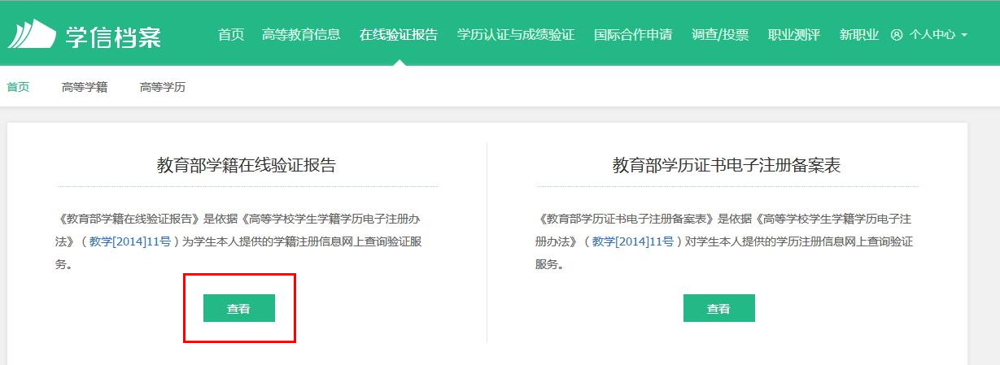 学信档案
首页 高等教育信息 在线验证报告 学历认证与成绩验证 国际合作申请 调查/投票 职业测评 新职业 个人中心
首页 高等学籍 高等学历
教育部学籍在线验证报告
《教育部学籍在线验证报告》是依据《高等学校学生学籍学历电子注册办
法》（教学[2014]11号）为学生本人提供的学籍注册信息网上查询验证服
务。
查看
教育部学历证书电子注册备案表
《教育部学历证书电子注册备案表》是依据《高等学校学生学籍学历电子注
册办法》（教学[2014]11号）对学生本人提供的学历注册信息网上查询验证
服务。
查看